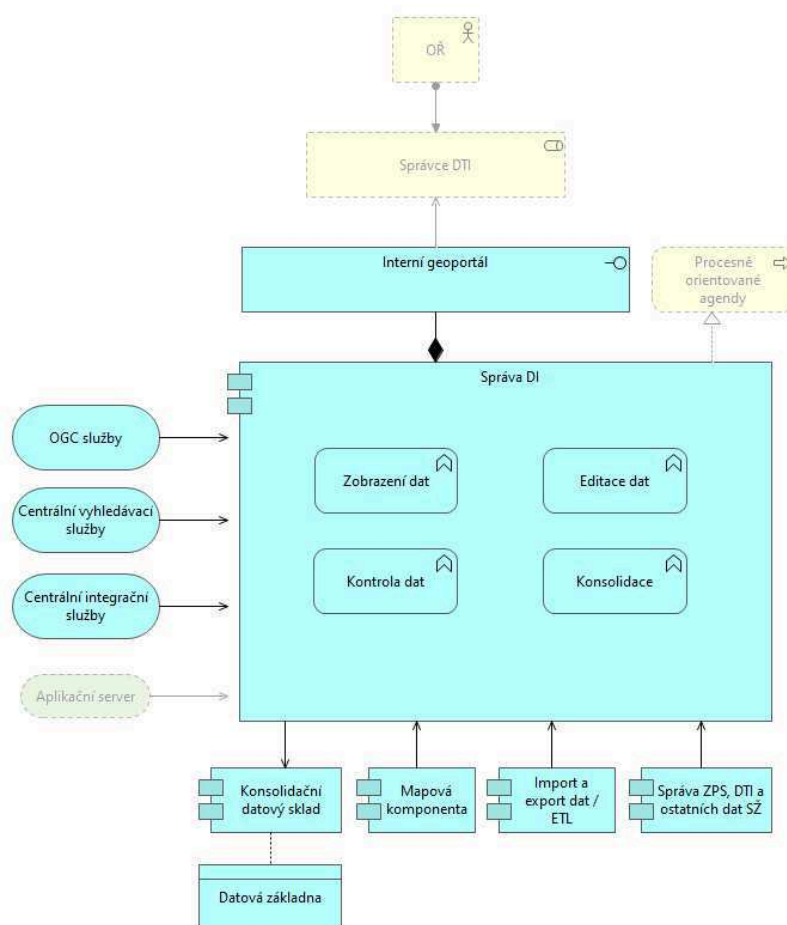 OŘ
Správce DTI
Interní geoportál
Procesně
orientované
agendy
Správa DI
OGC služby
Zobrazení dat
Editace dat
Centrální vyhledávací
služby
Kontrola dat
Konsolidace
Centrální integrační
služby
Aplikační server
Konsolidační
datový sklad
Mapová
komponenta
Import a
export dat /
ETL
Správa ZPS, DTI a
ostatních dat SŽ
Datová základna